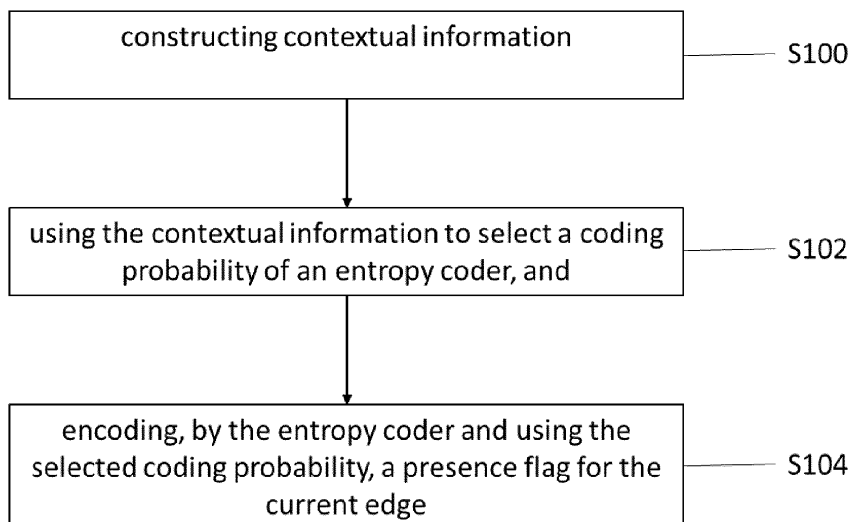 constructing contextual information
S100
using the contextual information to select a coding
probability of an entropy coder, and
S102
encoding, by the entropy coder and using the
selected coding probability, a presence flag for the
current edge
S104